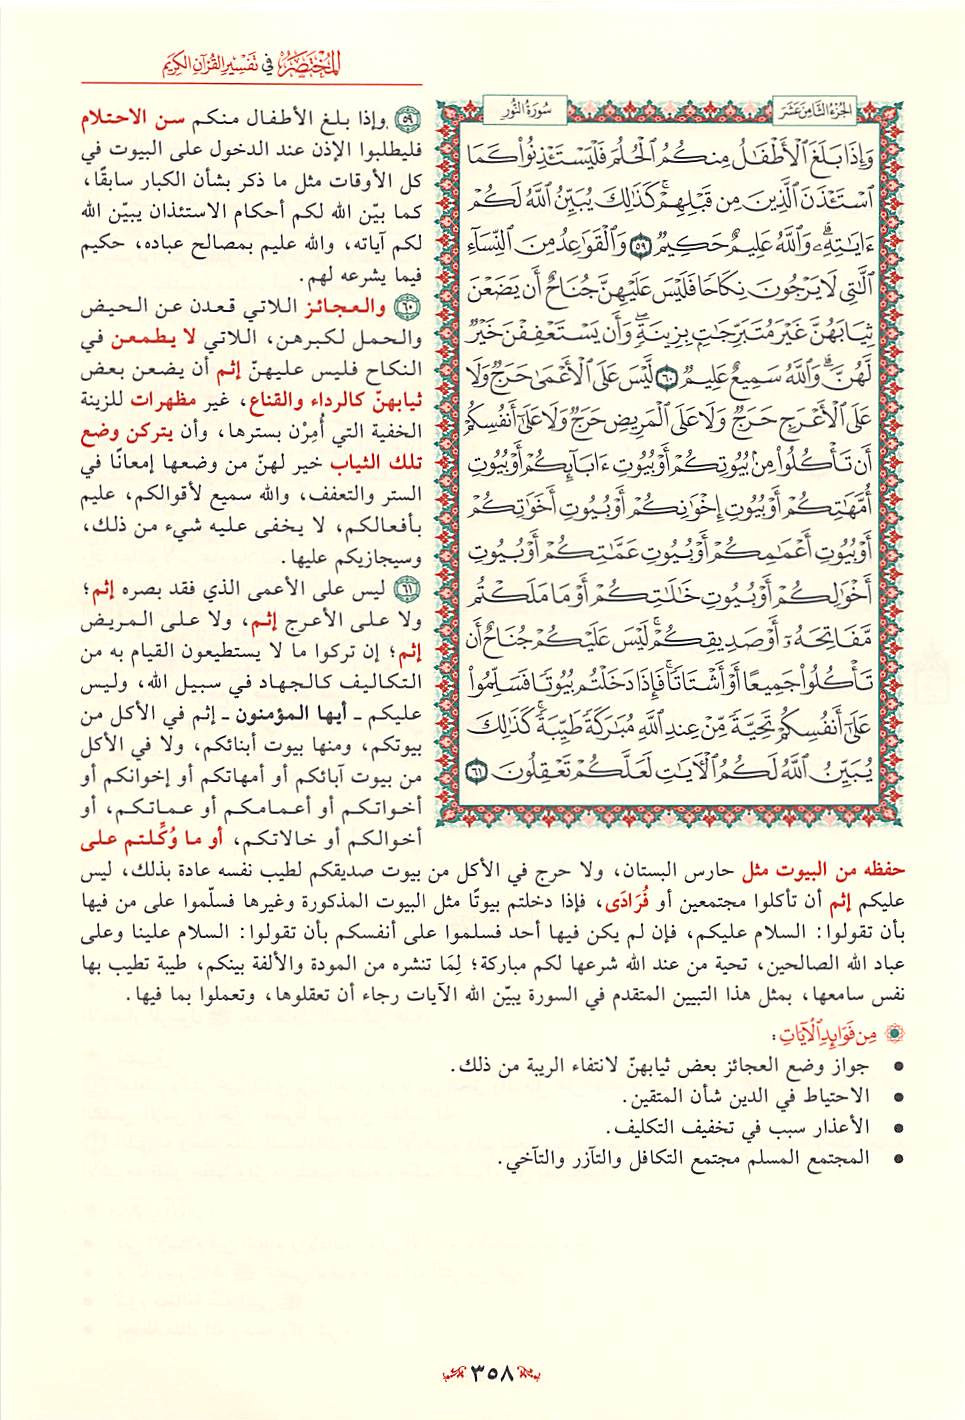 المختصر في تفسير القرآن الكريم
الجزء الثامن عشر
سورة النور
وَإِذَا بَلَغَ ٱلْأَطْفَٰلُ مِنكُمُ ٱلْحُلُمَ فَلْيَسْتَـْٔذِنُوا۟ كَمَا
ٱسْتَـْٔذَنَ ٱلَّذِينَ مِن قَبْلِهِمْ ۚ كَذَٰلِكَ يُبَيِّنُ ٱللَّهُ لَكُمْ
ءَايَٰتِهِۦ ۗ وَٱللَّهُ عَلِيمٌ حَكِيمٌ ٥٩ وَٱلْقَوَٰعِدُ مِنَ ٱلنِّسَآءِ
ٱلَّٰتِى لَا يَرْجُونَ نِكَاحًا فَلَيْسَ عَلَيْهِنَّ جُنَاحٌ أَن يَضَعْنَ
ثِيَابَهُنَّ غَيْرَ مُتَبَرِّجَٰتٍۭ بِزِينَةٍ ۖ وَأَن يَسْتَعْفِفْنَ خَيْرٌ
لَّهُنَّ ۗ وَٱللَّهُ سَمِيعٌ عَلِيمٌ ٦٠ لَّيْسَ عَلَى ٱلْأَعْمَىٰ حَرَجٌ وَلَا
عَلَى ٱلْأَعْرَجِ حَرَجٌ وَلَا عَلَى ٱلْمَرِيضِ حَرَجٌ وَلَا عَلَىٰٓ أَنفُسِكُمْ
أَن تَأْكُلُوا۟ مِنۢ بُيُوتِكُمْ أَوْ بُيُوتِ ءَابَآئِكُمْ أَوْ بُيُوتِ
أُمَّهَٰتِكُمْ أَوْ بُيُوتِ إِخْوَٰنِكُمْ أَوْ بُيُوتِ أَخَوَٰتِكُمْ
أَوْ بُيُوتِ أَعْمَٰمِكُمْ أَوْ بُيُوتِ عَمَّٰتِكُمْ أَوْ بُيُوتِ
أَخْوَٰلِكُمْ أَوْ بُيُوتِ خَٰلَٰتِكُمْ أَوْ مَا مَلَكْتُم
مَّفَاتِحَهُۥٓ أَوْ صَدِيقِكُمْ ۚ لَيْسَ عَلَيْكُمْ جُنَاحٌ أَن
تَأْكُلُوا۟ جَمِيعًا أَوْ أَشْتَاتًا ۚ فَإِذَا دَخَلْتُم بُيُوتًا فَسَلِّمُوا۟
عَلَىٰٓ أَنفُسِكُمْ تَحِيَّةً مِّنْ عِندِ ٱللَّهِ مُبَٰرَكَةً طَيِّبَةً ۚ كَذَٰلِكَ
يُبَيِّنُ ٱللَّهُ لَكُمُ ٱلْـَٔايَٰتِ لَعَلَّكُمْ تَعْقِلُونَ ٦١
٥٩ وإذا بلغ الأطفال منكم سن الاحتلام
فليطلبوا الإذن عند الدخول على البيوت في
كل الأوقات مثل ما ذكر بشأن الكبار سابقًا،
كما بيّن الله لكم أحكام الاستئذان يبيّن الله
لكم آياته، والله عليم بمصالح عباده، حكيم
فيما يشرعه لهم.
٦٠ والعجائز اللاتي قعدن عن الحيض
والحمل لكبرهن، اللاتي لا يطمعن في
النكاح فليس عليهنّ إثم أن يضعن بعض
ثيابهنّ كالرداء والقناع، غير مظهرات للزينة
الخفية التي أُمِرْن بسترها، وأن يتركن وضع
تلك الثياب خير لهنّ من وضعها إمعانًا في
الستر والتعفف، والله سميع لأقوالكم، عليم
بأفعالكم، لا يخفى عليه شيء من ذلك،
وسيجازيكم عليها.
٦١ ليس على الأعمى الذي فقد بصره إثم؛
ولا على الأعرج إثم، ولا على المريض
إثم؛ إن تركوا ما لا يستطيعون القيام به من
التكاليف كالجهاد في سبيل الله، وليس
عليكم ـ أيها المؤمنون ـ إثم في الأكل من
بيوتكم، ومنها بيوت أبنائكم، ولا في الأكل
من بيوت آبائكم أو أمهاتكم أو إخوانكم أو
أخواتكم أو أعمامكم أو عماتكم، أو
أخوالكم أو خالاتكم، أو ما وُكِّلتم على
حفظه من البيوت مثل حارس البستان، ولا حرج في الأكل من بيوت صديقكم لطيب نفسه عادة بذلك، ليس
عليكم إثم أن تأكلوا مجتمعين أو فُرَادَى، فإذا دخلتم بيوتًا مثل البيوت المذكورة وغيرها فسلّموا على من فيها
بأن تقولوا: السلام عليكم، فإن لم يكن فيها أحد فسلموا على أنفسكم بأن تقولوا: السلام علينا وعلى
عباد الله الصالحين، تحية من عند الله شرعها لكم مباركة؛ لِمَا تنشره من المودة والألفة بينكم، طيبة تطيب بها
نفس سامعها، بمثل هذا التبيين المتقدم في السورة يبيّن الله الآيات رجاء أن تعقلوها، وتعملوا بما فيها.
من فوائد الآيات:
• جواز وضع العجائز بعض ثيابهنّ لانتفاء الريبة من ذلك.
• الاحتياط في الدين شأن المتقين.
• الأعذار سبب في تخفيف التكليف.
• المجتمع المسلم مجتمع التكافل والتآزر والتآخي.
٣٥٨